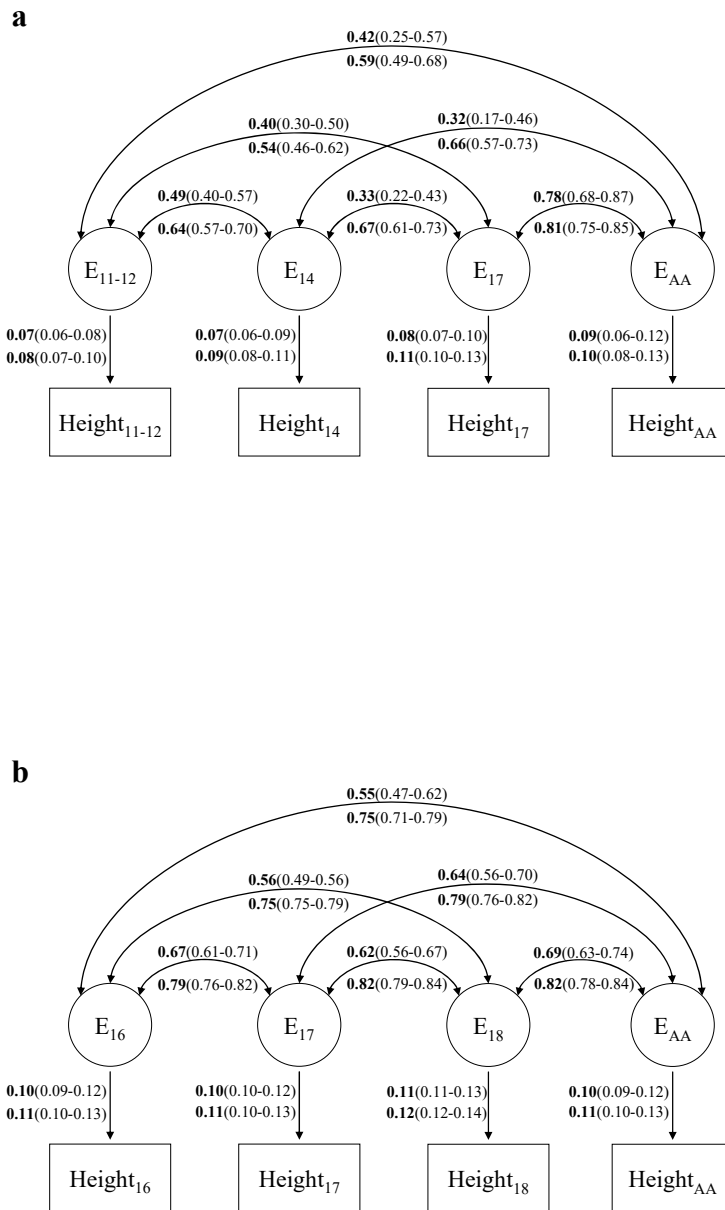 a
0.42(0.25-0.57)
0.59(0.49-0.68)
0.40(0.30-0.50) 0.32(0.17-0.46)
0.54(0.46-0.62) 0.66(0.57-0.73)
0.49(0.40-0.57) 0.33(0.22-0.43) 0.78(0.68-0.87)
0.64(0.57-0.70) 0.67(0.61-0.73) 0.81(0.75-0.85)
E11-12 E14 E17 EAA
0.07(0.06-0.08) 0.07(0.06-0.09) 0.08(0.07-0.10) 0.09(0.06-0.12)
0.08(0.07-0.10) 0.09(0.08-0.11) 0.11(0.10-0.13) 0.10(0.08-0.13)
Height11-12 Height14 Height17 HeightAA
b
0.55(0.47-0.62)
0.75(0.71-0.79)
0.56(0.49-0.56) 0.64(0.56-0.70)
0.75(0.75-0.79) 0.79(0.76-0.82)
0.67(0.61-0.71) 0.62(0.56-0.67) 0.69(0.63-0.74)
0.79(0.76-0.82) 0.82(0.79-0.84) 0.82(0.78-0.84)
E16 E17 E18 EAA
0.10(0.09-0.12) 0.10(0.10-0.12) 0.11(0.11-0.13) 0.10(0.09-0.12)
0.11(0.10-0.13) 0.11(0.10-0.13) 0.12(0.12-0.14) 0.11(0.10-0.13)
Height16 Height17 Height18 HeightAA